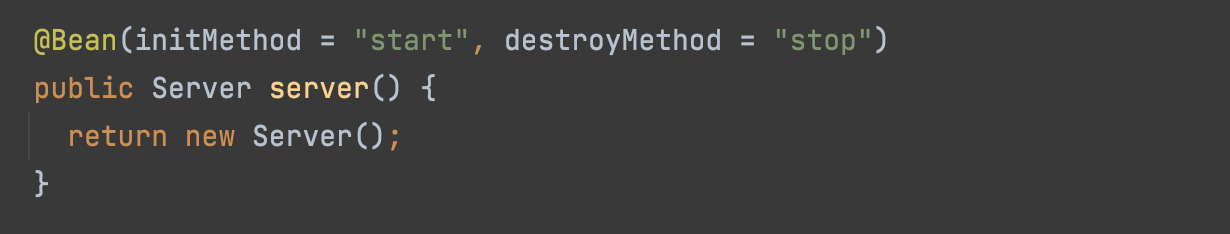 @Bean(initMethod = "start", destroyMethod = "stop")
public Server server() {
  return new Server();
}